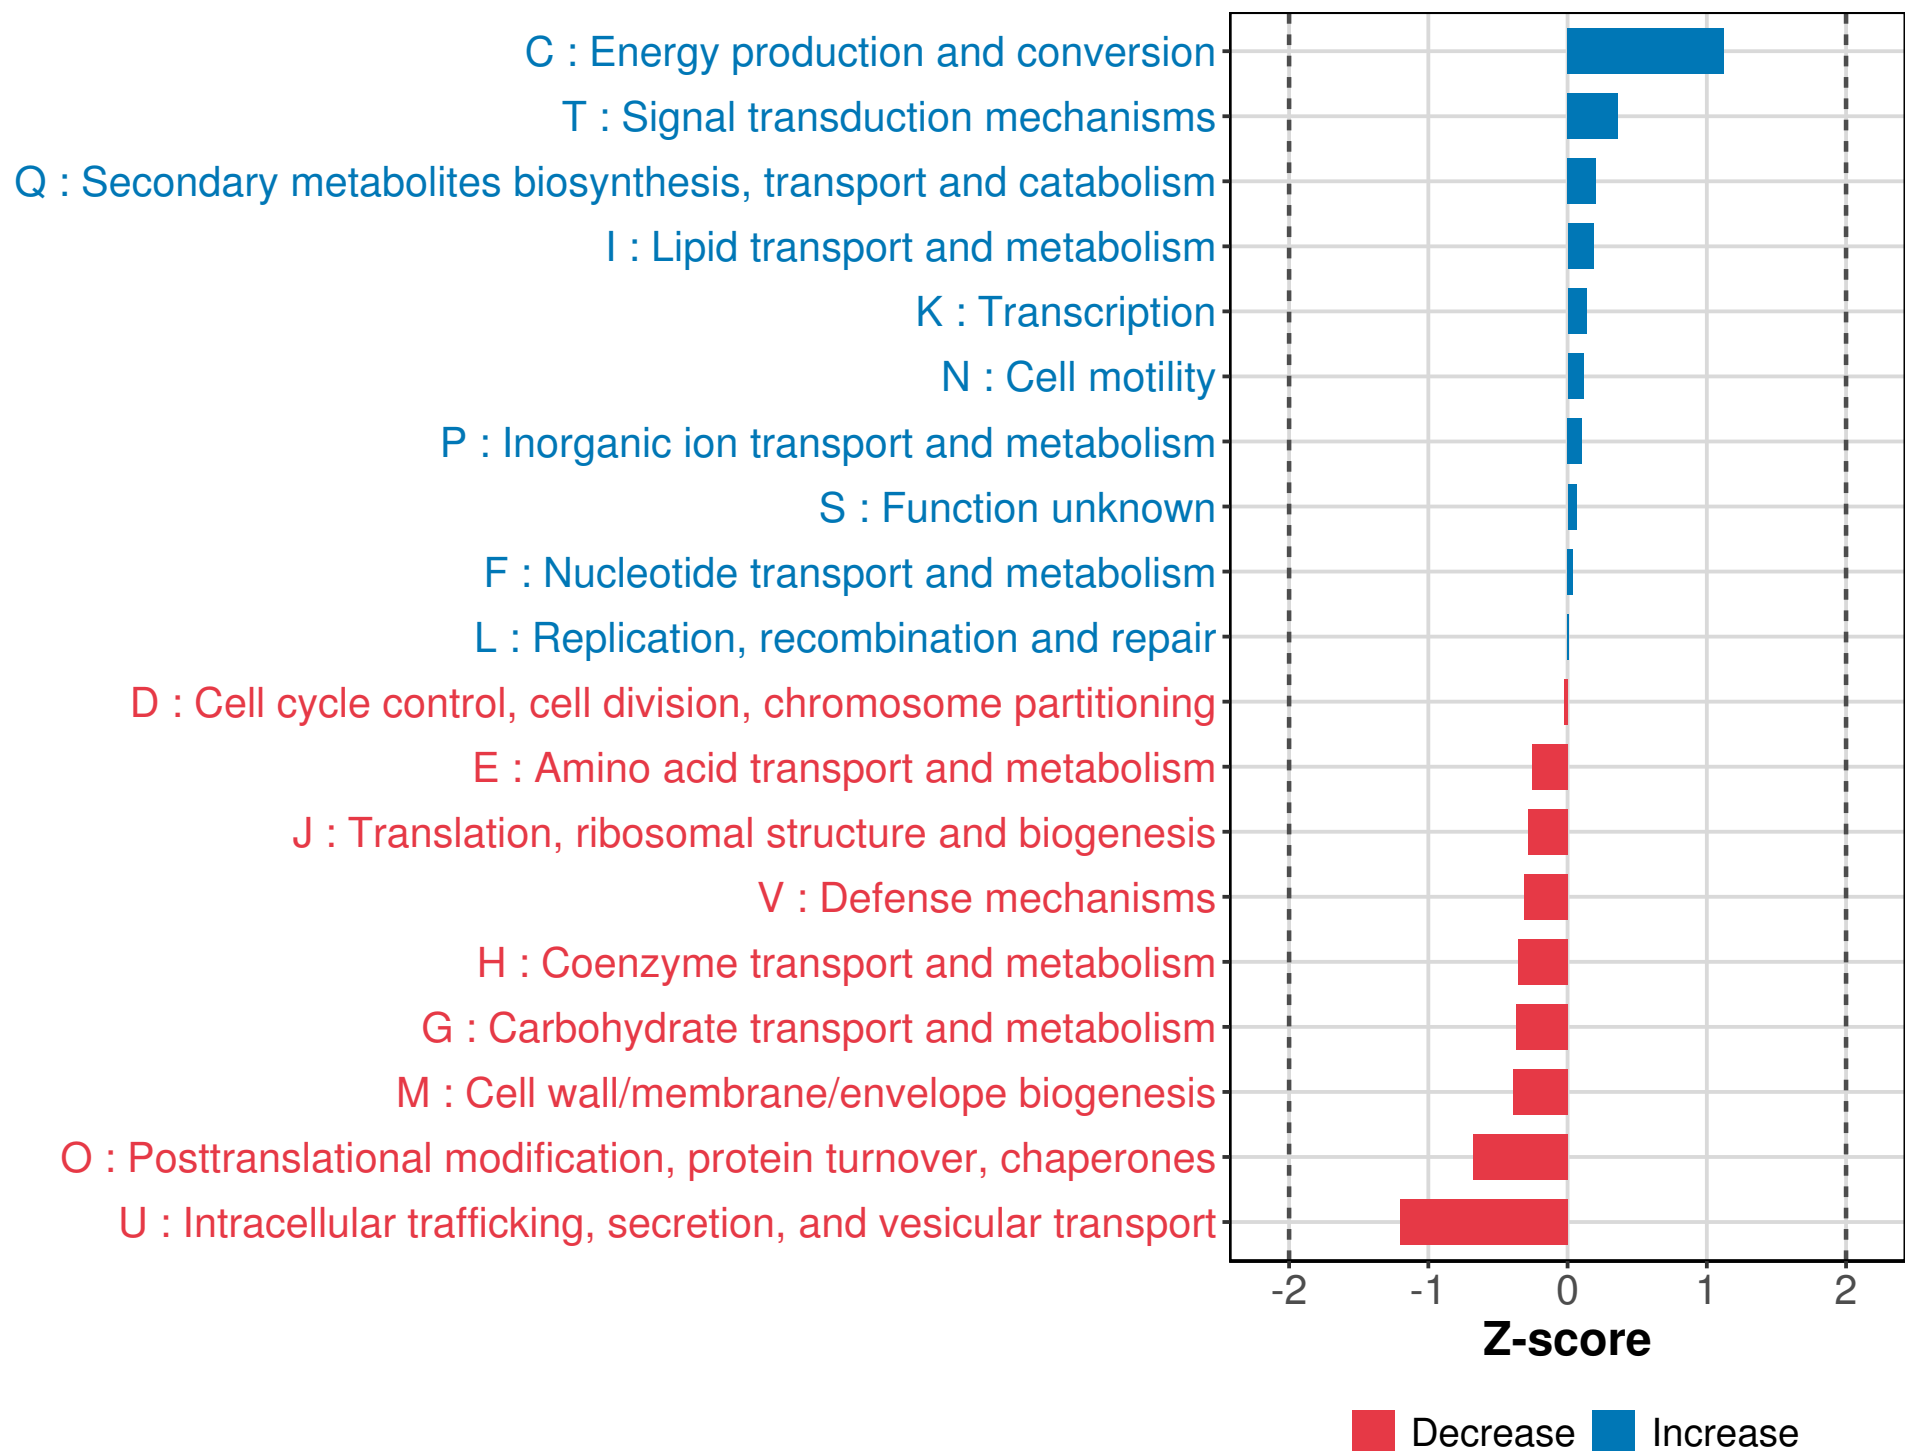 C : Energy production and conversion
T : Signal transduction mechanisms
Q : Secondary metabolites biosynthesis, transport and catabolism
I : Lipid transport and metabolism
K : Transcription
N : Cell motility
P : Inorganic ion transport and metabolism
S : Function unknown
F : Nucleotide transport and metabolism
L : Replication, recombination and repair
D : Cell cycle control, cell division, chromosome partitioning
E : Amino acid transport and metabolism
J : Translation, ribosomal structure and biogenesis
V : Defense mechanisms
H : Coenzyme transport and metabolism
G : Carbohydrate transport and metabolism
M : Cell wall/membrane/envelope biogenesis
O : Posttranslational modification, protein turnover, chaperones
U : Intracellular trafficking, secretion, and vesicular transport
-2 -1 0 1 2
Z-score
Decrease Increase